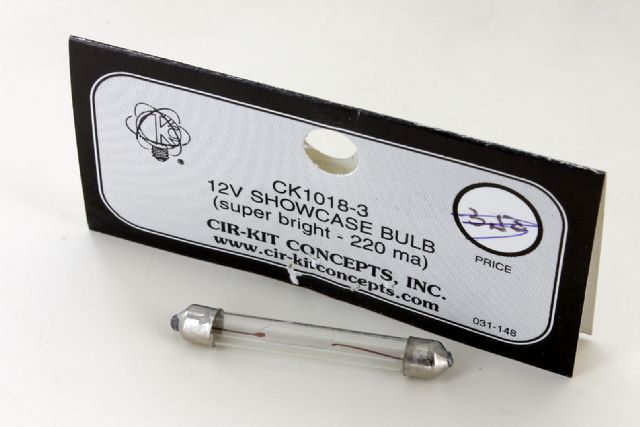 CK1018-3
12V SHOWCASE BULB
(super bright - 220 ma)
CIR-KIT CONCEPTS, INC.
www.cir-kitconcepts.com
PRICE
031-148